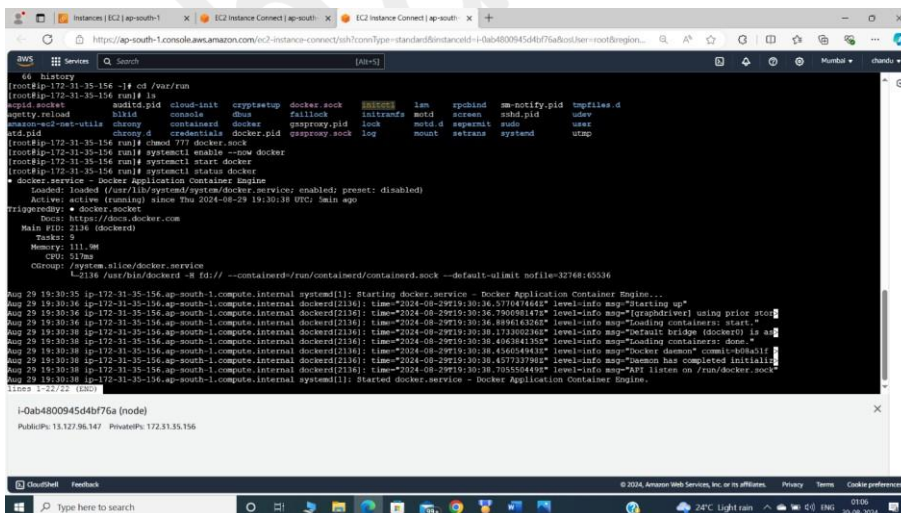 Instances | EC2 | ap-south-1
EC2 Instance Connect | ap-south-
EC2 Instance Connect | ap-south-
https://ap-south-1.console.aws.amazon.com/ec2-instance-connect/ssh?connType=standard&instanceId=i-0ab4800945d4bf76a&osUser=root&region...
aws Services Search [Alt+S] Mumbai chandu
66 history
[root@ip-172-31-35-156 ~]# cd /var/run
[root@ip-172-31-35-156 run]# ls
acpid.socket auditd.pid cloud-init cryptsetup docker.sock initctl lsm rpcbind sm-notify.pid tmpfiles.d
agetty.reload blkid console dbus faillock initramfs motd screen sshd.pid udev
amazon-ec2-net-utils chrony containerd docker gssproxy.pid lock motd.d sepermit sudo user
atd.pid chrony.d credentials docker.pid gssproxy.sock log mount setrans systemd utmp
[root@ip-172-31-35-156 run]# chmod 777 docker.sock
[root@ip-172-31-35-156 run]# systemctl enable --now docker
[root@ip-172-31-35-156 run]# systemctl start docker
[root@ip-172-31-35-156 run]# systemctl status docker
● docker.service - Docker Application Container Engine
Loaded: loaded (/usr/lib/systemd/system/docker.service; enabled; preset: disabled)
Active: active (running) since Thu 2024-08-29 19:30:38 UTC; 5min ago
TriggeredBy: ● docker.socket
Docs: https://docs.docker.com
Main PID: 2136 (dockerd)
Tasks: 9
Memory: 111.9M
CPU: 517ms
CGroup: /system.slice/docker.service
└─2136 /usr/bin/dockerd -H fd:// --containerd=/run/containerd/containerd.sock --default-ulimit nofile=32768:65536
Aug 29 19:30:35 ip-172-31-35-156.ap-south-1.compute.internal systemd[1]: Starting docker.service - Docker Application Container Engine...
Aug 29 19:30:36 ip-172-31-35-156.ap-south-1.compute.internal dockerd[2136]: time="2024-08-29T19:30:36.577047464Z" level=info msg="Starting up"
Aug 29 19:30:36 ip-172-31-35-156.ap-south-1.compute.internal dockerd[2136]: time="2024-08-29T19:30:36.790098147Z" level=info msg="[graphdriver] using prior stor>
Aug 29 19:30:36 ip-172-31-35-156.ap-south-1.compute.internal dockerd[2136]: time="2024-08-29T19:30:36.889616326Z" level=info msg="Loading containers: start."
Aug 29 19:30:38 ip-172-31-35-156.ap-south-1.compute.internal dockerd[2136]: time="2024-08-29T19:30:38.173300236Z" level=info msg="Default bridge (docker0) is as>
Aug 29 19:30:38 ip-172-31-35-156.ap-south-1.compute.internal dockerd[2136]: time="2024-08-29T19:30:38.406384135Z" level=info msg="Loading containers: done."
Aug 29 19:30:38 ip-172-31-35-156.ap-south-1.compute.internal dockerd[2136]: time="2024-08-29T19:30:38.456054943Z" level=info msg="Docker daemon" commit=b08a51f >
Aug 29 19:30:38 ip-172-31-35-156.ap-south-1.compute.internal dockerd[2136]: time="2024-08-29T19:30:38.457733798Z" level=info msg="Daemon has completed initializ>
Aug 29 19:30:38 ip-172-31-35-156.ap-south-1.compute.internal dockerd[2136]: time="2024-08-29T19:30:38.705550449Z" level=info msg="API listen on /run/docker.sock"
Aug 29 19:30:38 ip-172-31-35-156.ap-south-1.compute.internal systemd[1]: Started docker.service - Docker Application Container Engine.
lines 1-22/22 (END)
i-0ab4800945d4bf76a (node)
PublicIPs: 13.127.96.147 PrivateIPs: 172.31.35.156
CloudShell Feedback © 2024, Amazon Web Services, Inc. or its affiliates. Privacy Terms Cookie preferences
Type here to search 99+ 24°C Light rain ENG 01:06
30-08-2024